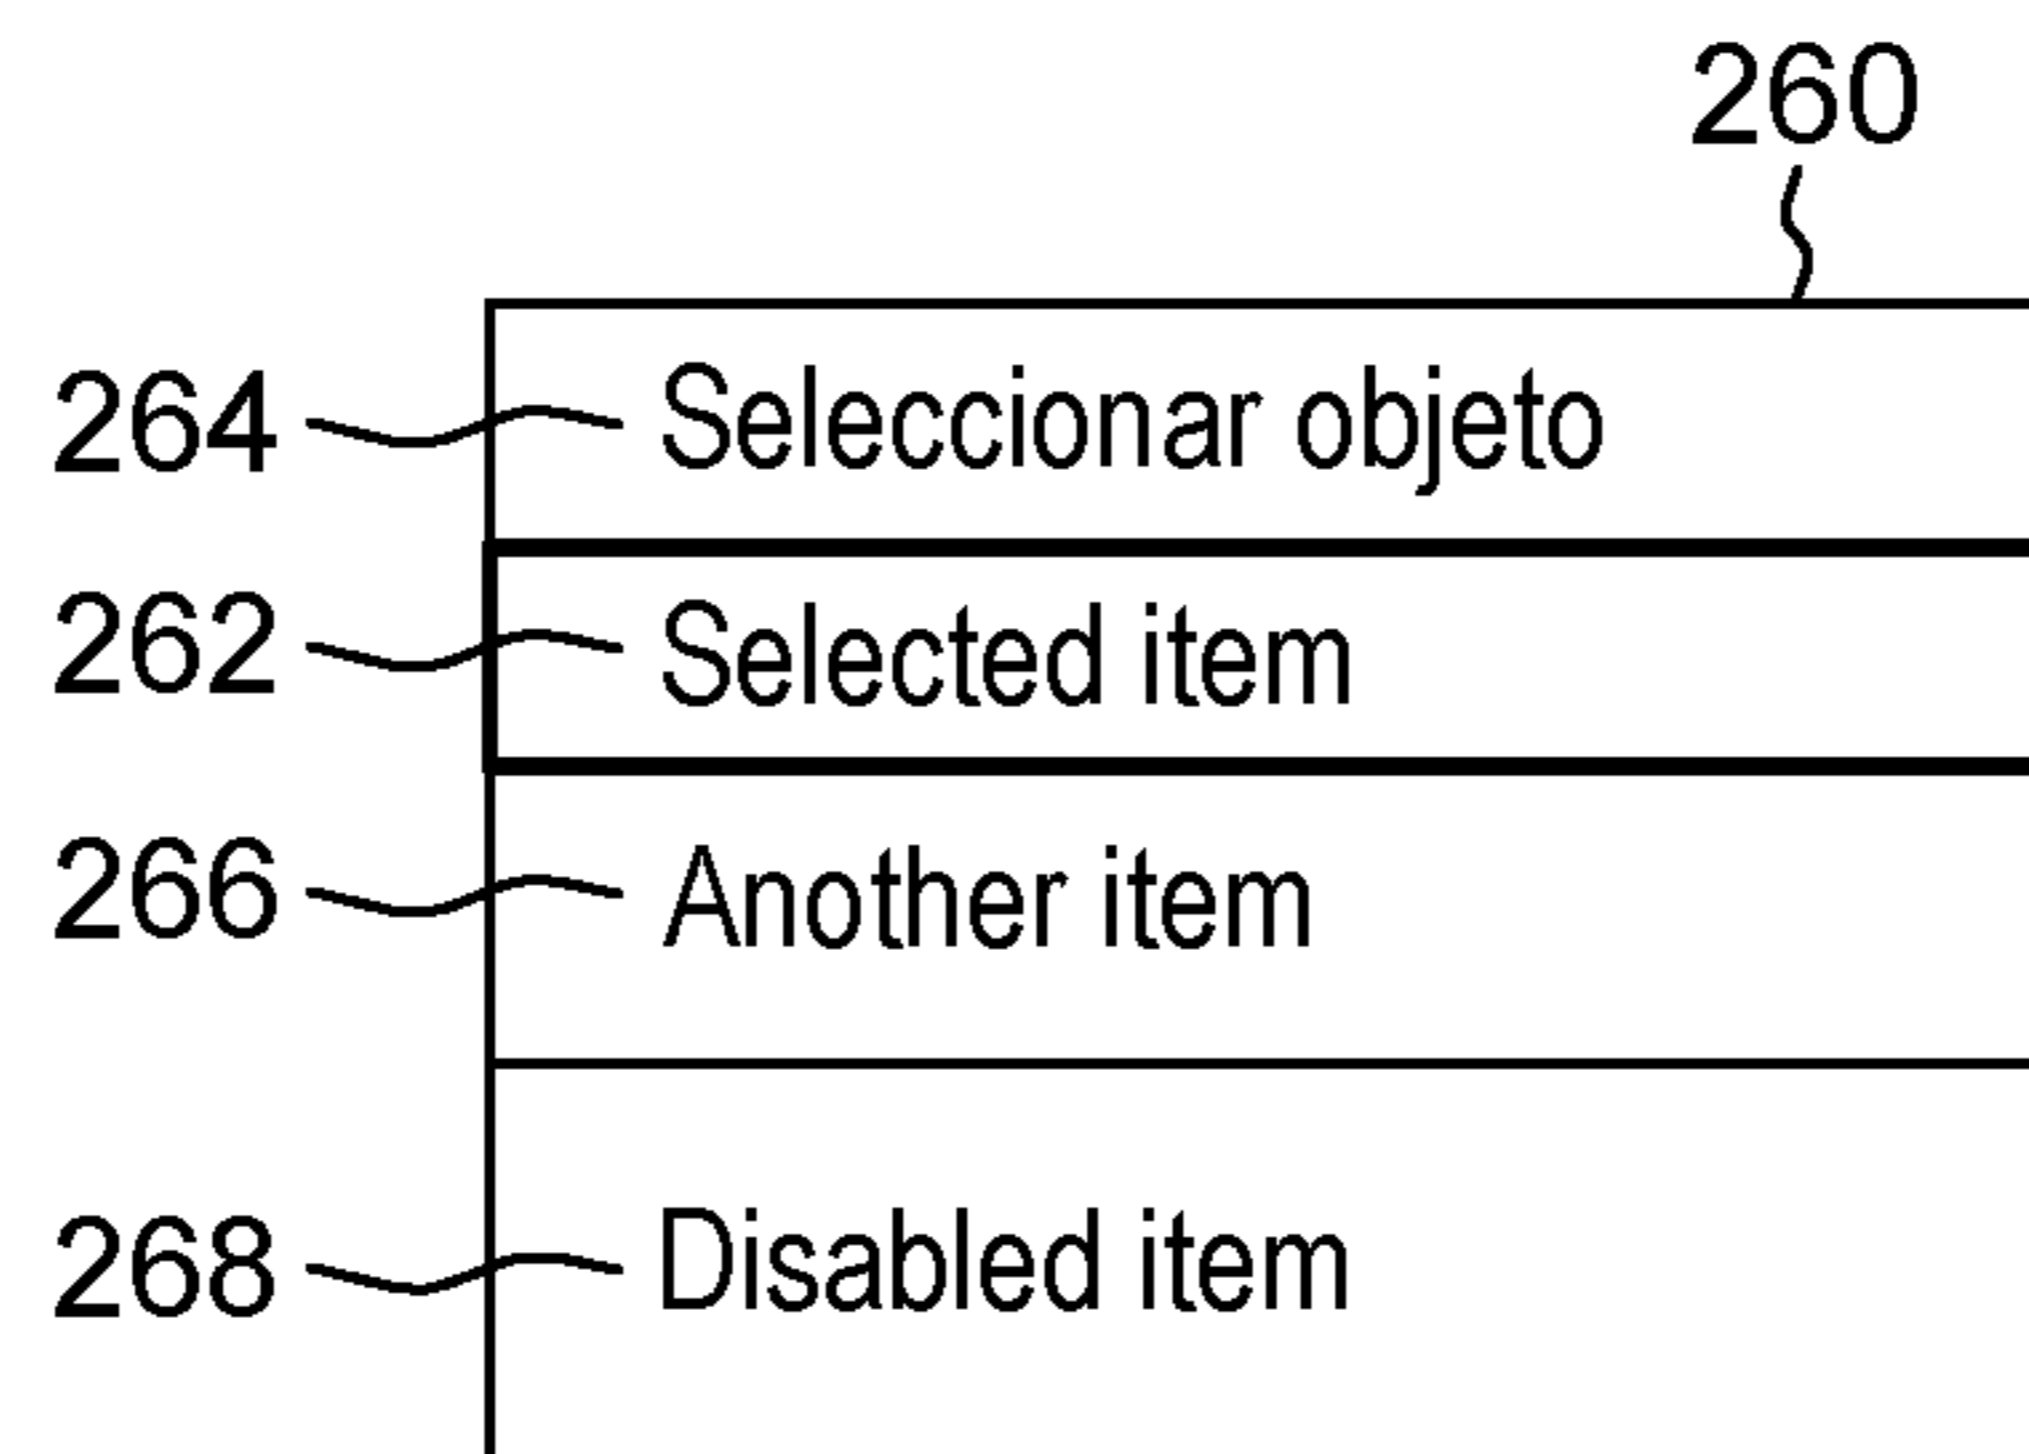 260
264 Seleccionar objeto
262 Selected item
266 Another item
268 Disabled item